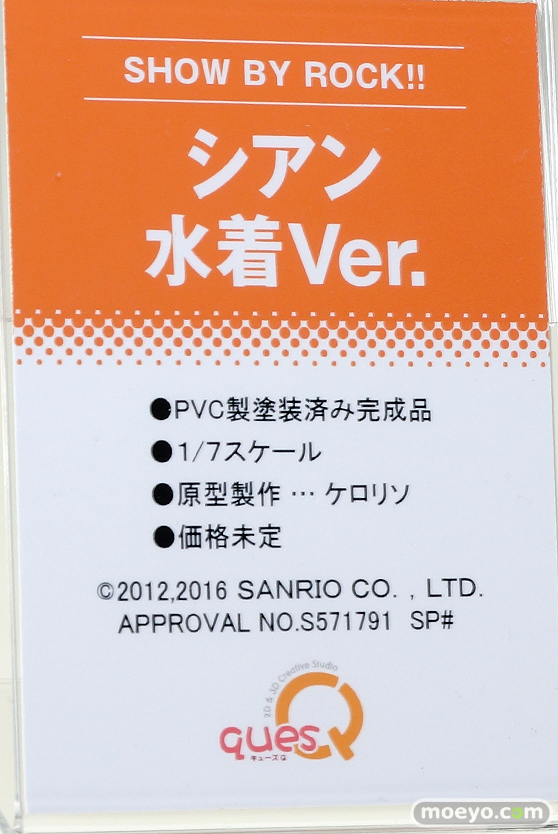 SHOW BY ROCK!!
シアン
水着Ver.
●PVC製塗装済み完成品
●1/7スケール
●原型製作 … ケロリソ
●価格未定
©2012,2016 SANRIO CO. , LTD.
APPROVAL NO.S571791 SP#
2D & 3D Creative Studio
quesQ
キューズQ
moeyo.com